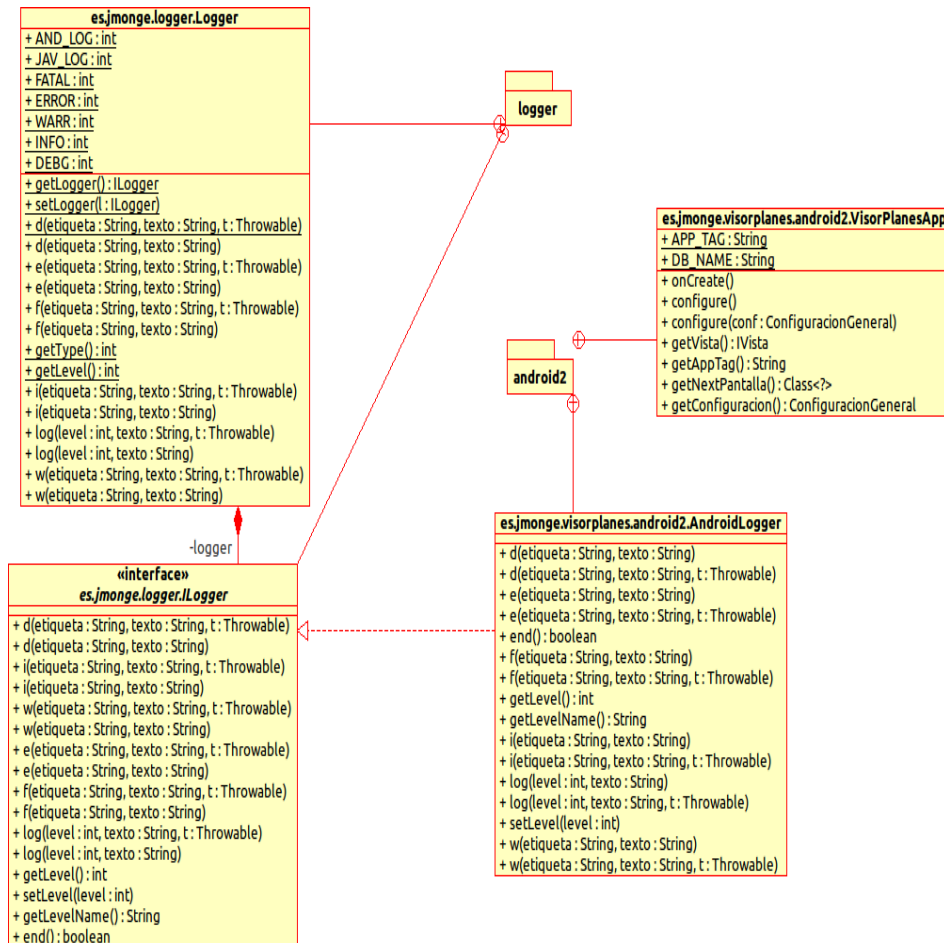 es.jmonge.logger.Logger
+ AND_LOG : int
+ JAV_LOG : int
+ FATAL : int
+ ERROR : int
+ WARR : int
+ INFO : int
+ DEBG : int
+ getLogger() : ILogger
+ setLogger(l : ILogger)
+ d(etiqueta : String, texto : String, t : Throwable)
+ d(etiqueta : String, texto : String)
+ e(etiqueta : String, texto : String, t : Throwable)
+ e(etiqueta : String, texto : String)
+ f(etiqueta : String, texto : String, t : Throwable)
+ f(etiqueta : String, texto : String)
+ getType() : int
+ getLevel() : int
+ i(etiqueta : String, texto : String, t : Throwable)
+ i(etiqueta : String, texto : String)
+ log(level : int, texto : String, t : Throwable)
+ log(level : int, texto : String)
+ w(etiqueta : String, texto : String, t : Throwable)
+ w(etiqueta : String, texto : String)
-logger
logger
«interface»
es.jmonge.logger.ILogger
+ d(etiqueta : String, texto : String, t : Throwable)
+ d(etiqueta : String, texto : String)
+ i(etiqueta : String, texto : String, t : Throwable)
+ i(etiqueta : String, texto : String)
+ w(etiqueta : String, texto : String, t : Throwable)
+ w(etiqueta : String, texto : String)
+ e(etiqueta : String, texto : String, t : Throwable)
+ e(etiqueta : String, texto : String)
+ f(etiqueta : String, texto : String, t : Throwable)
+ f(etiqueta : String, texto : String)
+ log(level : int, texto : String, t : Throwable)
+ log(level : int, texto : String)
+ getLevel() : int
+ setLevel(level : int)
+ getLevelName() : String
+ end() : boolean
es.jmonge.visorplanes.android2.VisorPlanesApp
+ APP_TAG : String
+ DB_NAME : String
+ onCreate()
+ configure()
+ configure(conf : ConfiguracionGeneral)
+ getVista() : IVista
+ getAppTag() : String
+ getNextPantalla() : Class<?>
+ getConfiguracion() : ConfiguracionGeneral
android2
es.jmonge.visorplanes.android2.AndroidLogger
+ d(etiqueta : String, texto : String)
+ d(etiqueta : String, texto : String, t : Throwable)
+ e(etiqueta : String, texto : String)
+ e(etiqueta : String, texto : String, t : Throwable)
+ end() : boolean
+ f(etiqueta : String, texto : String)
+ f(etiqueta : String, texto : String, t : Throwable)
+ getLevel() : int
+ getLevelName() : String
+ i(etiqueta : String, texto : String)
+ i(etiqueta : String, texto : String, t : Throwable)
+ log(level : int, texto : String)
+ log(level : int, texto : String, t : Throwable)
+ setLevel(level : int)
+ w(etiqueta : String, texto : String)
+ w(etiqueta : String, texto : String, t : Throwable)